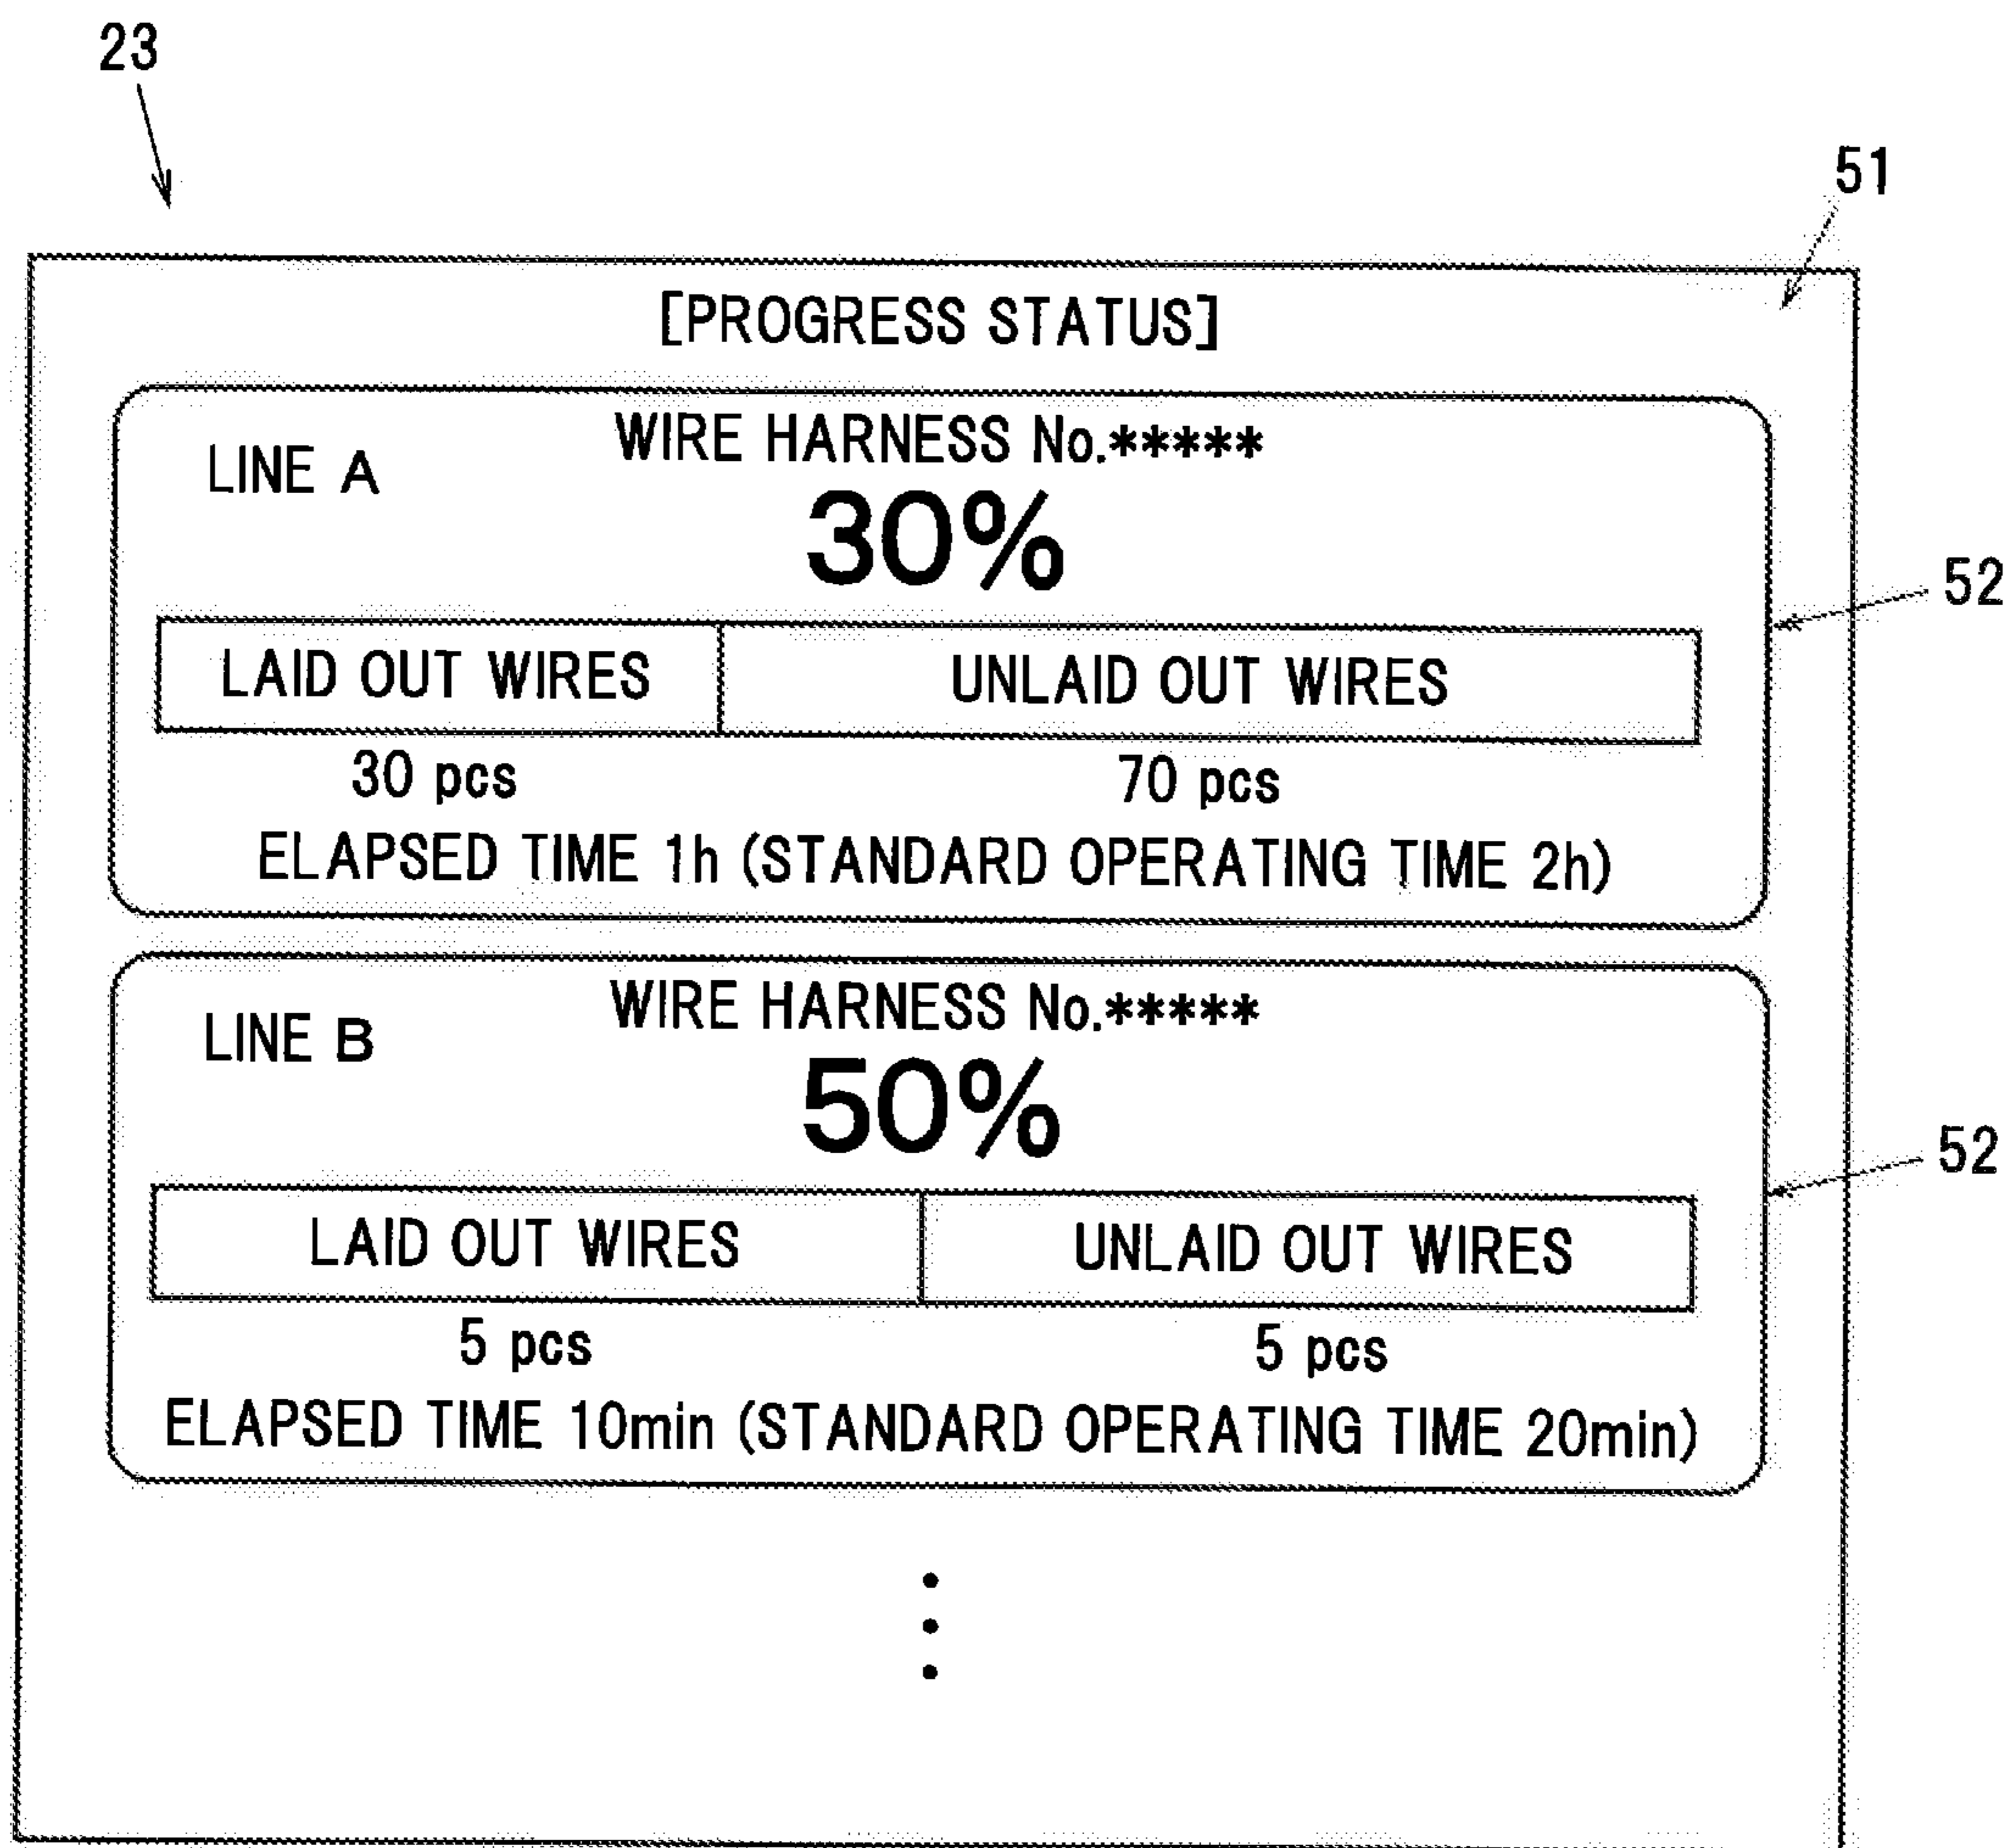 23
51
[PROGRESS STATUS]
LINE A
WIRE HARNESS No.*****
30%
52
LAID OUT WIRES
UNLAID OUT WIRES
30 pcs
70 pcs
ELAPSED TIME 1h (STANDARD OPERATING TIME 2h)
LINE B
WIRE HARNESS No.*****
50%
52
LAID OUT WIRES
UNLAID OUT WIRES
5 pcs
5 pcs
ELAPSED TIME 10min (STANDARD OPERATING TIME 20min)